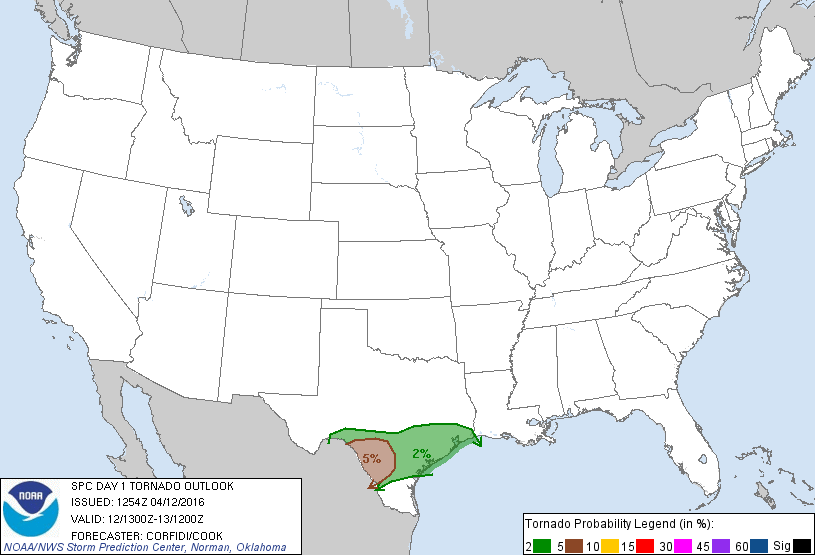 5%
2%
NOAA
SPC DAY 1 TORNADO OUTLOOK
ISSUED: 1254Z 04/12/2016
VALID: 12/1300Z-13/1200Z
FORECASTER: CORFIDI/COOK
NOAA/NWS Storm Prediction Center, Norman, Oklahoma
Tornado Probability Legend (in %):
2 5 10 15 30 45 60 Sig